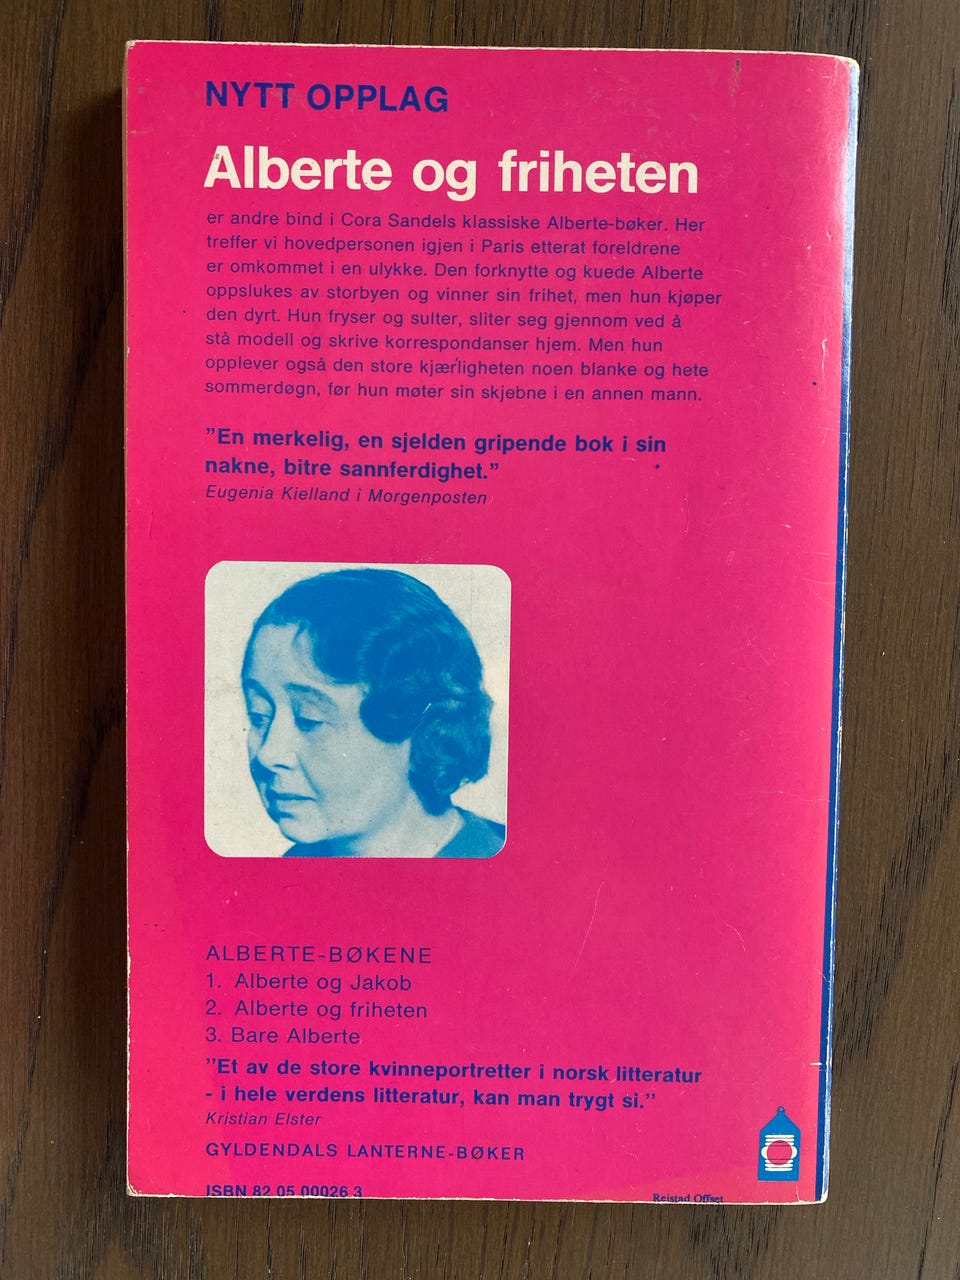 NYTT OPPLAG
Alberte og friheten
er andre bind i Cora Sandels klassiske Alberte-bøker. Her
treffer vi hovedpersonen igjen i Paris etterat foreldrene
er omkommet i en ulykke. Den forknytte og kuede Alberte
oppslukes av storbyen og vinner sin frihet, men hun kjøper
den dyrt. Hun fryser og sulter, sliter seg gjennom ved å
stå modell og skrive korrespondanser hjem. Men hun
opplever også den store kjærligheten noen blanke og hete
sommerdøgn, før hun møter sin skjebne i en annen mann.
”En merkelig, en sjelden gripende bok i sin
nakne, bitre sannferdighet.”
Eugenia Kielland i Morgenposten
ALBERTE-BØKENE
1. Alberte og Jakob
2. Alberte og friheten
3. Bare Alberte
”Et av de store kvinneportretter i norsk litteratur
- i hele verdens litteratur, kan man trygt si.”
Kristian Elster
GYLDENDALS LANTERNE-BØKER
ISBN 82 05 00026 3
Reistad Offset